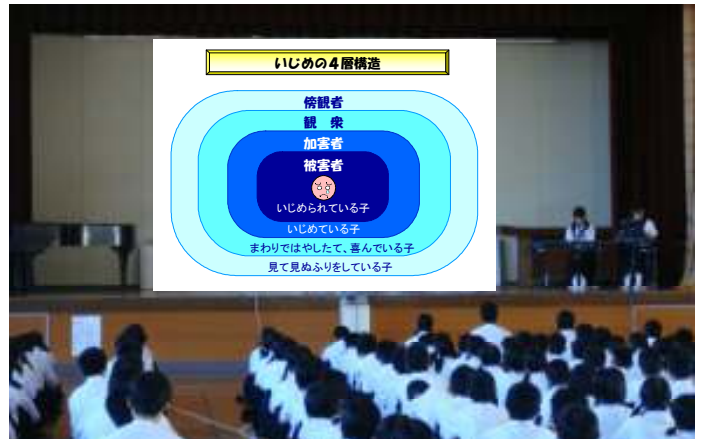 いじめの４層構造
傍観者
観 衆
加害者
被害者
いじめられている子
いじめている子
まわりではやしたて、喜んでいる子
見て見ぬふりをしている子